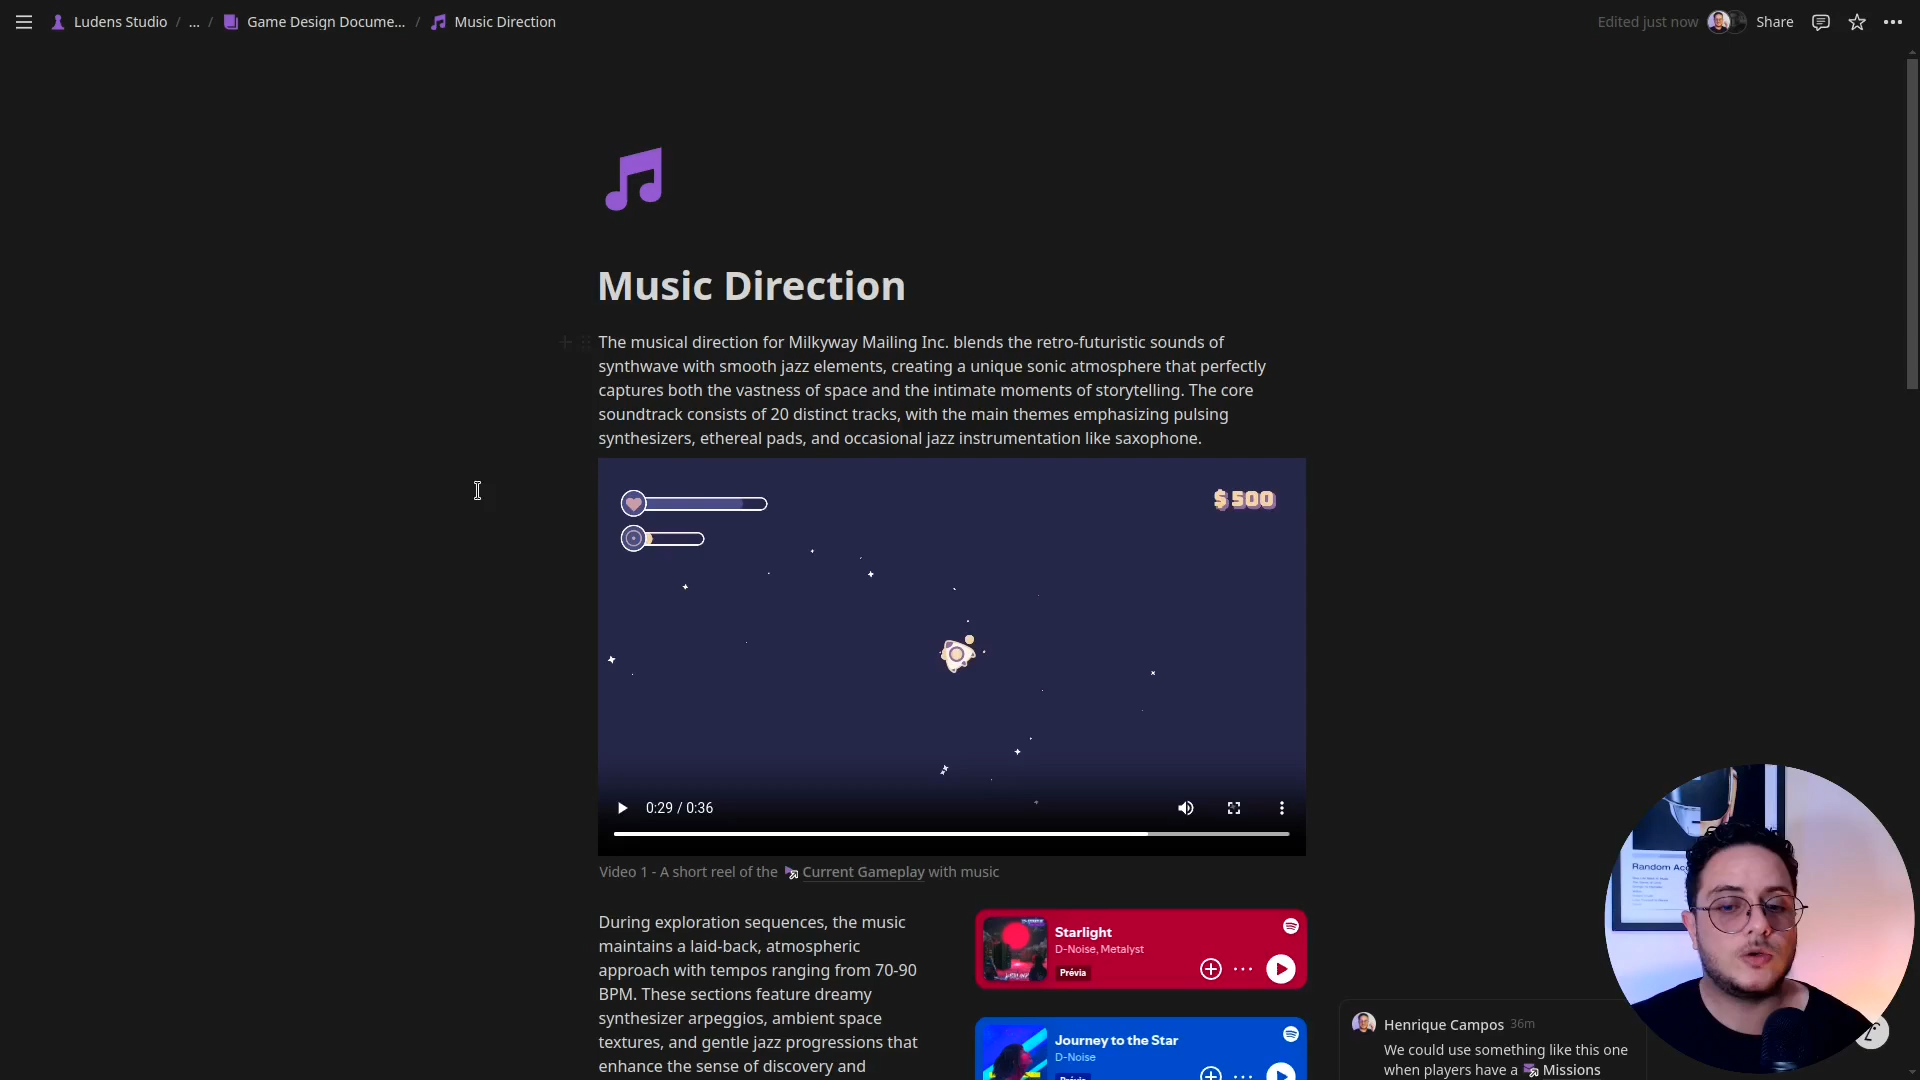 Ludens Studio / ... / Game Design Docume... / Music Direction
Edited just now Share
Music Direction
The musical direction for Milkyway Mailing Inc. blends the retro-futuristic sounds of
synthwave with smooth jazz elements, creating a unique sonic atmosphere that perfectly
captures both the vastness of space and the intimate moments of storytelling. The core
soundtrack consists of 20 distinct tracks, with the main themes emphasizing pulsing
synthesizers, ethereal pads, and occasional jazz instrumentation like saxophone.
$ 500
0:29 / 0:36
Video 1 - A short reel of the Current Gameplay with music
During exploration sequences, the music
maintains a laid-back, atmospheric
approach with tempos ranging from 70-90
BPM. These sections feature dreamy
synthesizer arpeggios, ambient space
textures, and gentle jazz progressions that
enhance the sense of discovery and
Starlight
D-Noise, Metalyst
Prévia
Journey to the Star
D-Noise
Prévia
Random Ac
Henrique Campos 36m
We could use something like this one
when players have a Missions